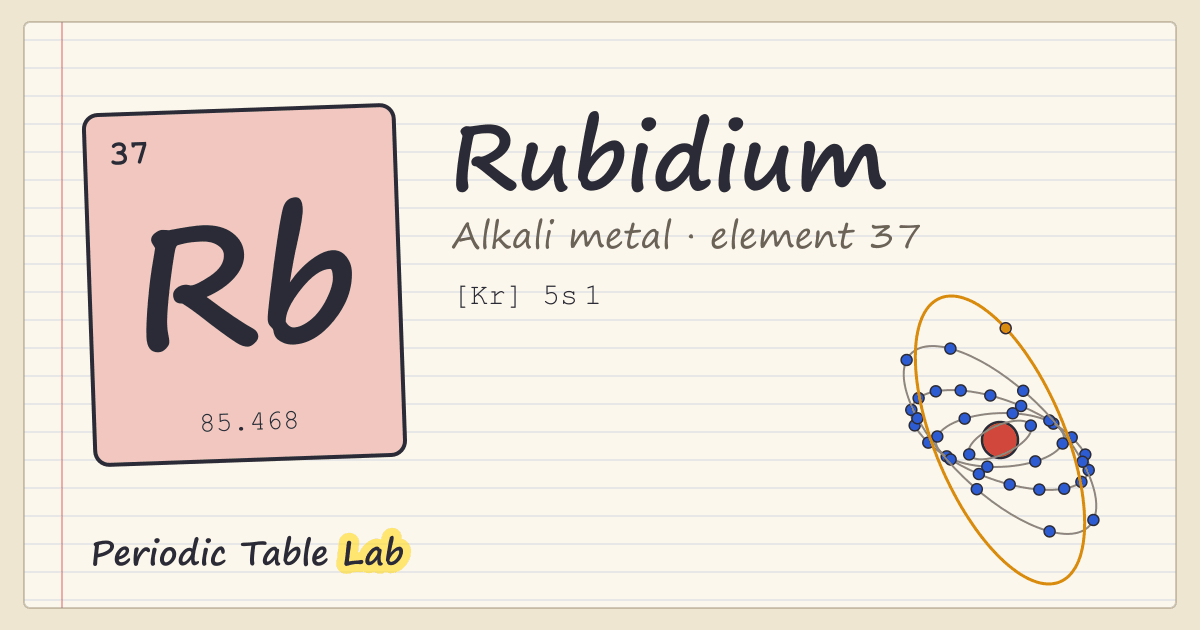 37
Rb
85.468
Rubidium
Alkali metal · element 37
[Kr] 5s1
Periodic Table Lab